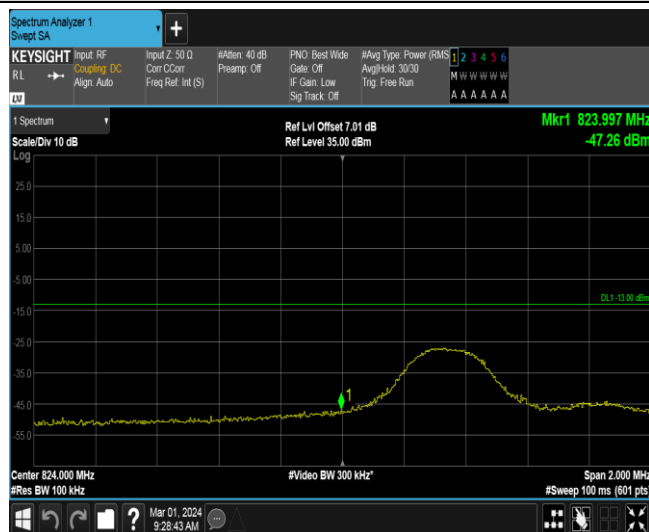 Spectrum Analyzer 1
Swept SA
+
KEYSIGHT
RL
LXI
Input: RF
Coupling: DC
Align: Auto
Input Z: 50 Ω
Corr CCorr
Freq Ref: Int (S)
#Atten: 40 dB
Preamp: Off
PNO: Best Wide
Gate: Off
IF Gain: Low
Sig Track: Off
#Avg Type: Power (RMS
Avg|Hold: 30/30
Trig: Free Run
1 2 3 4 5 6
M W W W W W
A A A A A A
1 Spectrum
Scale/Div 10 dB
Log
Ref Lvl Offset 7.01 dB
Ref Level 35.00 dBm
Mkr1 823.997 MHz
-47.26 dBm
25.0
15.0
5.00
-5.00
DL1 -13.00 dBm
-15.0
-25.0
-35.0
1
-45.0
-55.0
Center 824.000 MHz
#Res BW 100 kHz
#Video BW 300 kHz*
Span 2.000 MHz
#Sweep 100 ms (601 pts)
?
Mar 01, 2024
9:28:43 AM